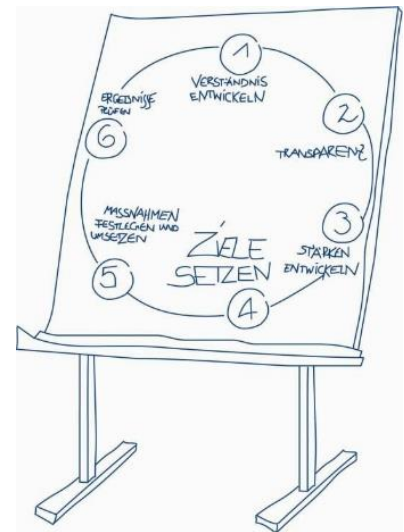 1
VERSTÄNDNIS
ENTWICKELN
2
TRANSPARENZ
3
STÄRKEN
ENTWICKELN
ZIELE
SETZEN
4
MASSNAHMEN
FESTLEGEN UND
UMSETZEN
5
ERGEBNISSE
PRÜFEN
6